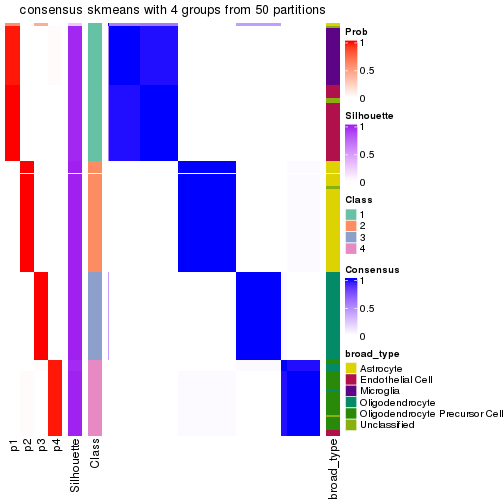 consensus skmeans with 4 groups from 50 partitions
Prob
1
0.5
0
Silhouette
1
0.5
0
Class
1
2
3
4
Consensus
1
0.5
0
broad_type
Astrocyte
Endothelial Cell
Microglia
Oligodendrocyte
Oligodendrocyte Precursor Cell
Unclassified
p1
p2
p3
p4
Silhouette
Class
broad_type